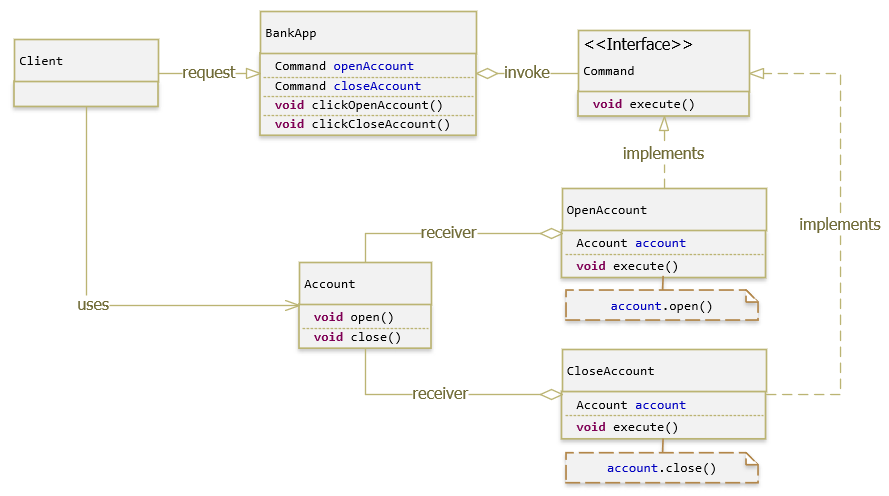 Client
BankApp
Command openAccount
Command closeAccount
void clickOpenAccount()
void clickCloseAccount()
<<Interface>>
Command
void execute()
request
invoke
implements
implements
OpenAccount
Account account
void execute()
account.open()
receiver
Account
void open()
void close()
uses
receiver
CloseAccount
Account account
void execute()
account.close()